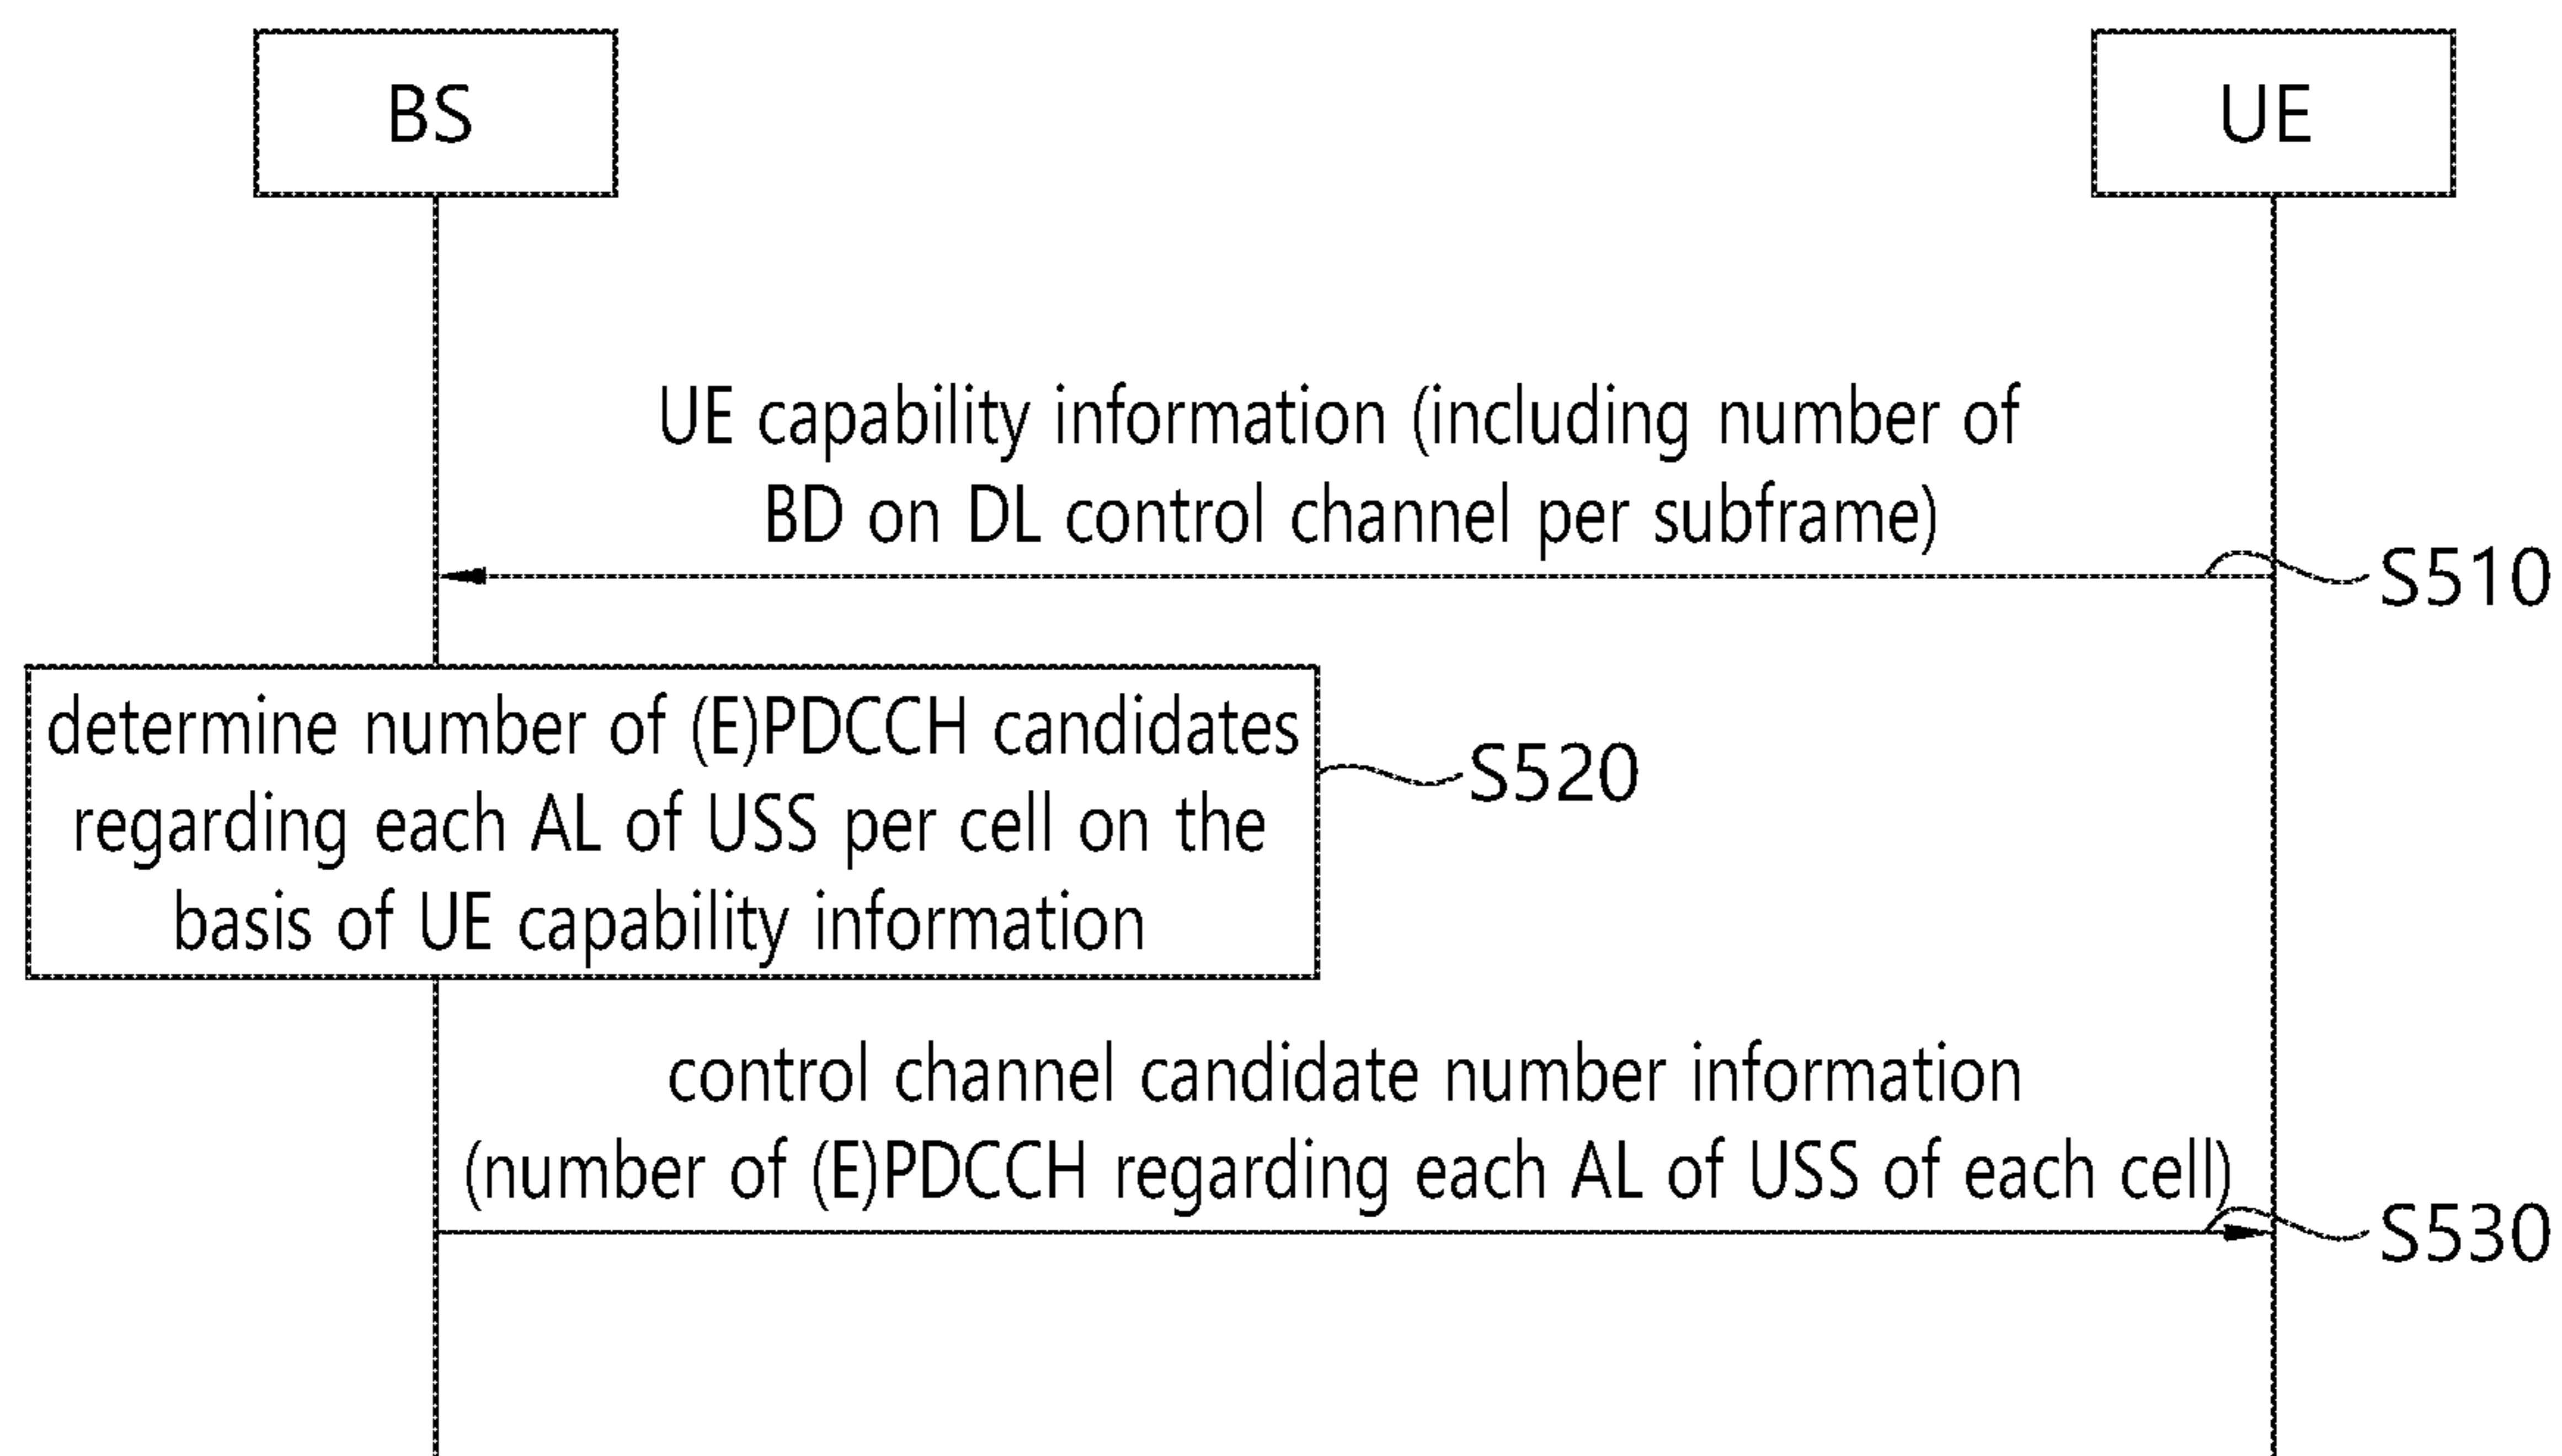 BS
UE
UE capability information (including number of
BD on DL control channel per subframe)
S510
determine number of (E)PDCCH candidates
regarding each AL of USS per cell on the
basis of UE capability information
S520
control channel candidate number information
(number of (E)PDCCH regarding each AL of USS of each cell)
S530